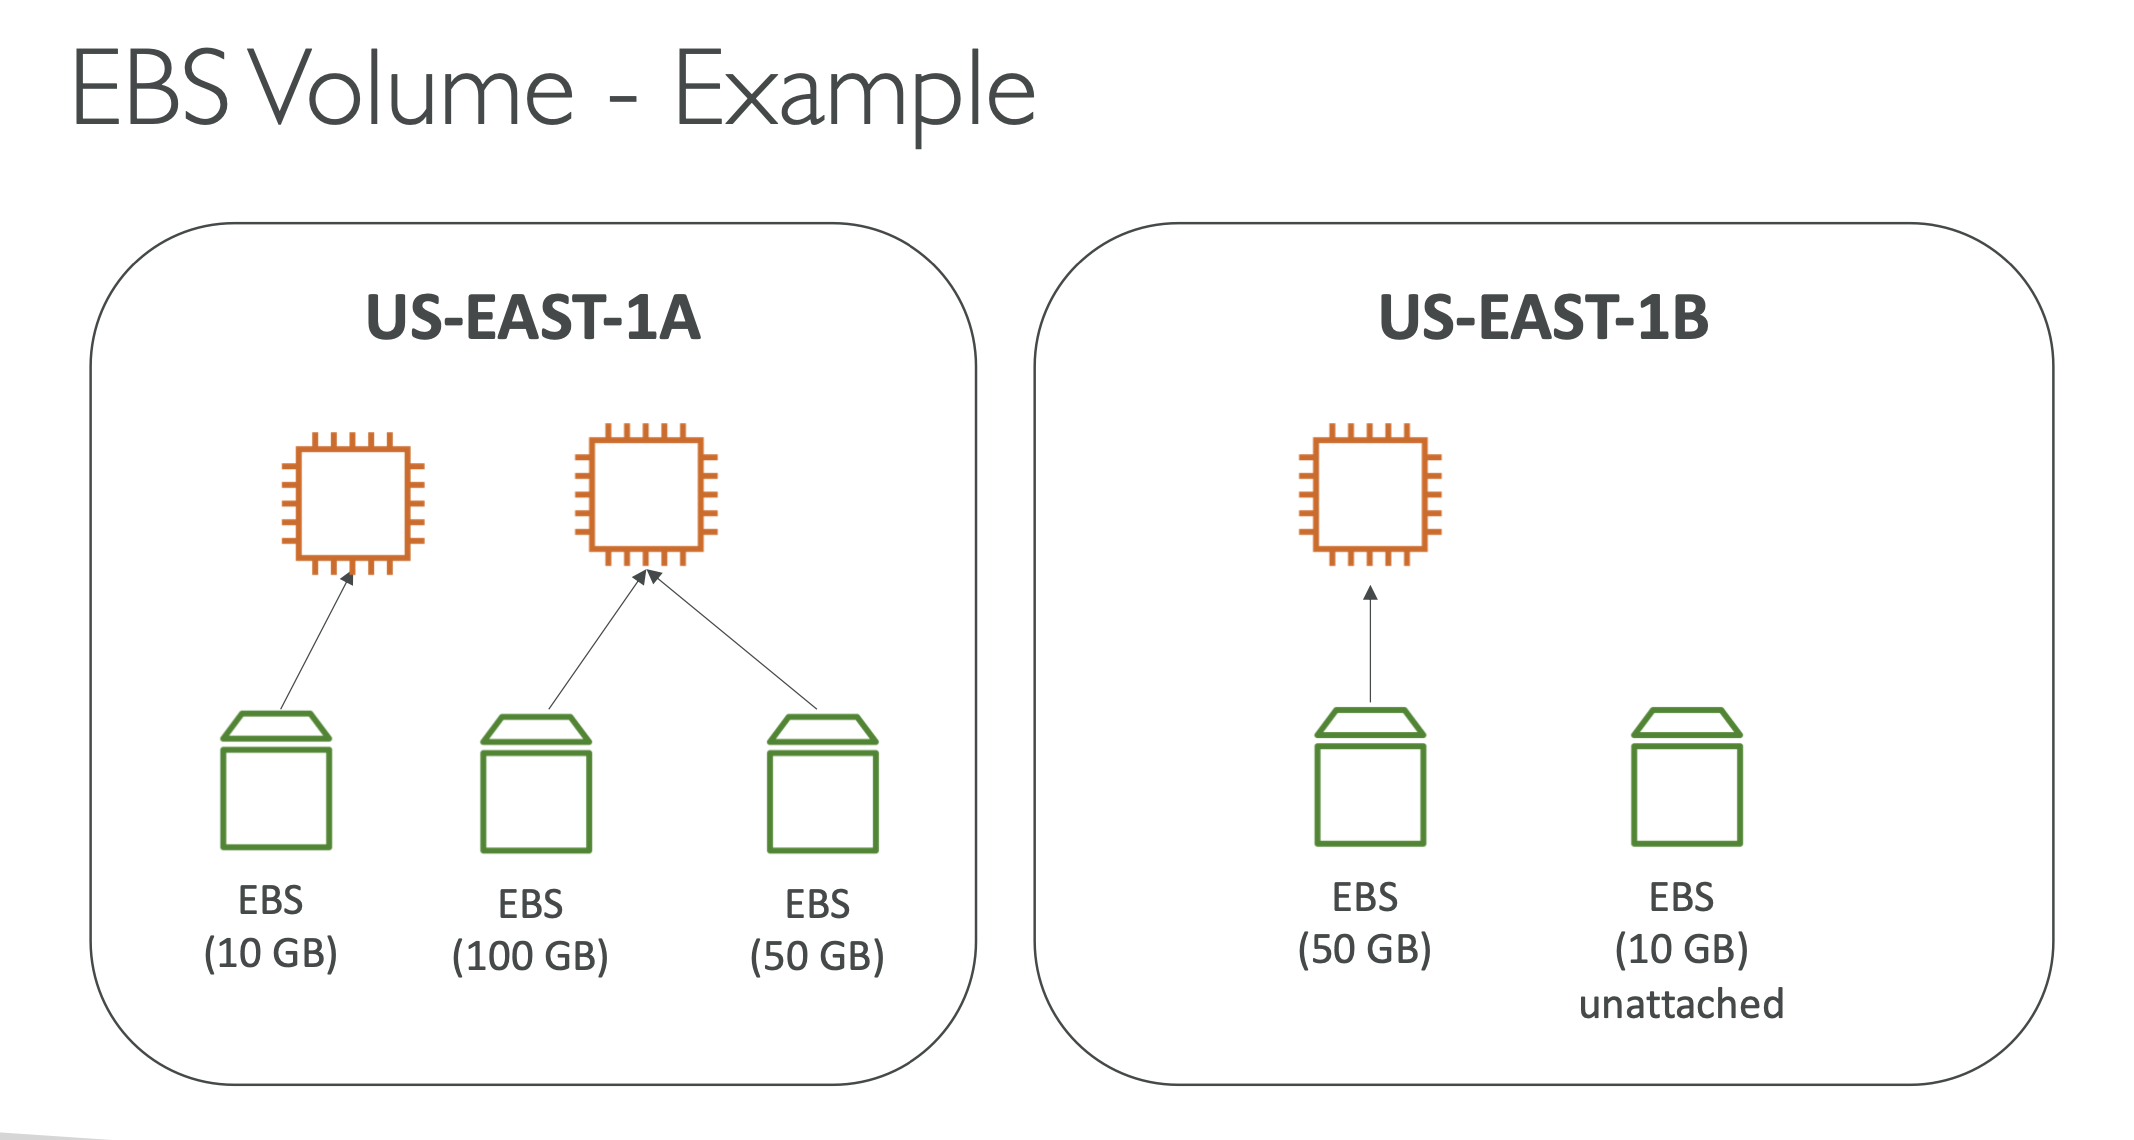 EBS Volume - Example
US-EAST-1A
EBS
(10 GB)
EBS
(100 GB)
EBS
(50 GB)
US-EAST-1B
EBS
(50 GB)
EBS
(10 GB)
unattached